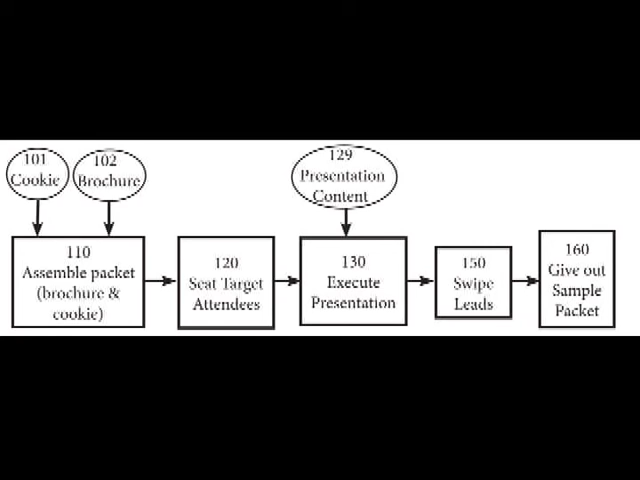 101
Cookie
102
Brochure
129
Presentation
Content
110
Assemble packet
(brochure &
cookie)
120
Seat Target
Attendees
130
Execute
Presentation
150
Swipe
Leads
160
Give out
Sample
Packet